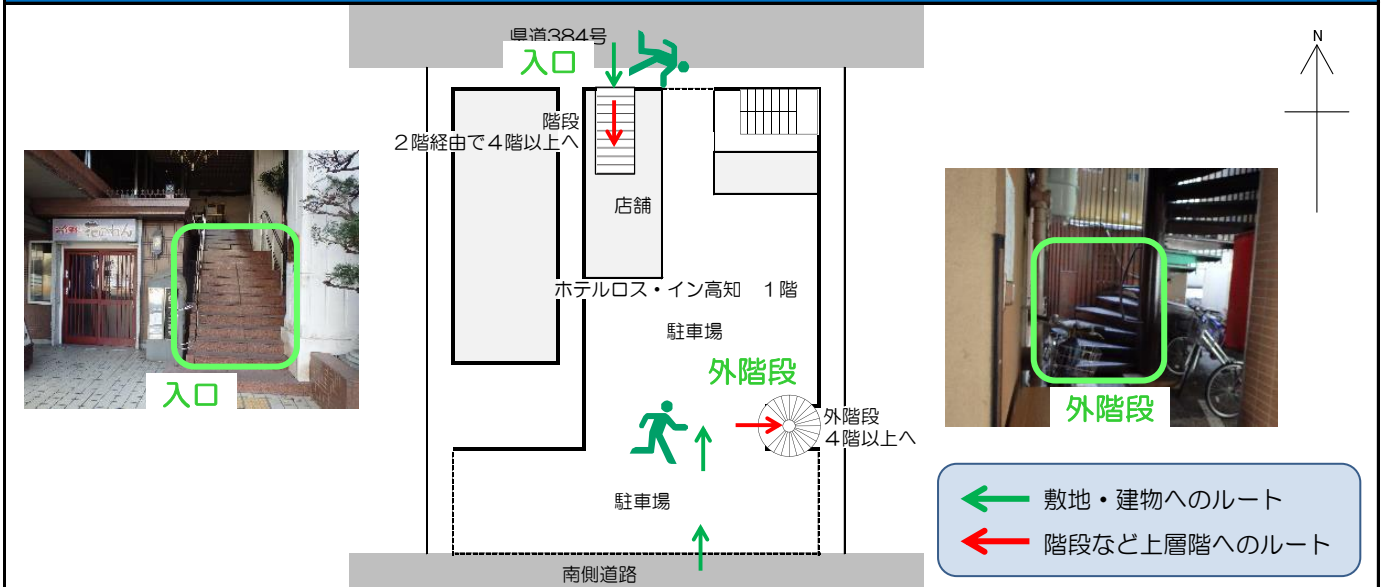 県道384号
入口
N
階段
２階経由で４階以上へ
店舗
ホテルロス・イン高知　１階
駐車場
外階段
外階段
４階以上へ
駐車場
南側道路
入口
外階段
敷地・建物へのルート
階段など上層階へのルート